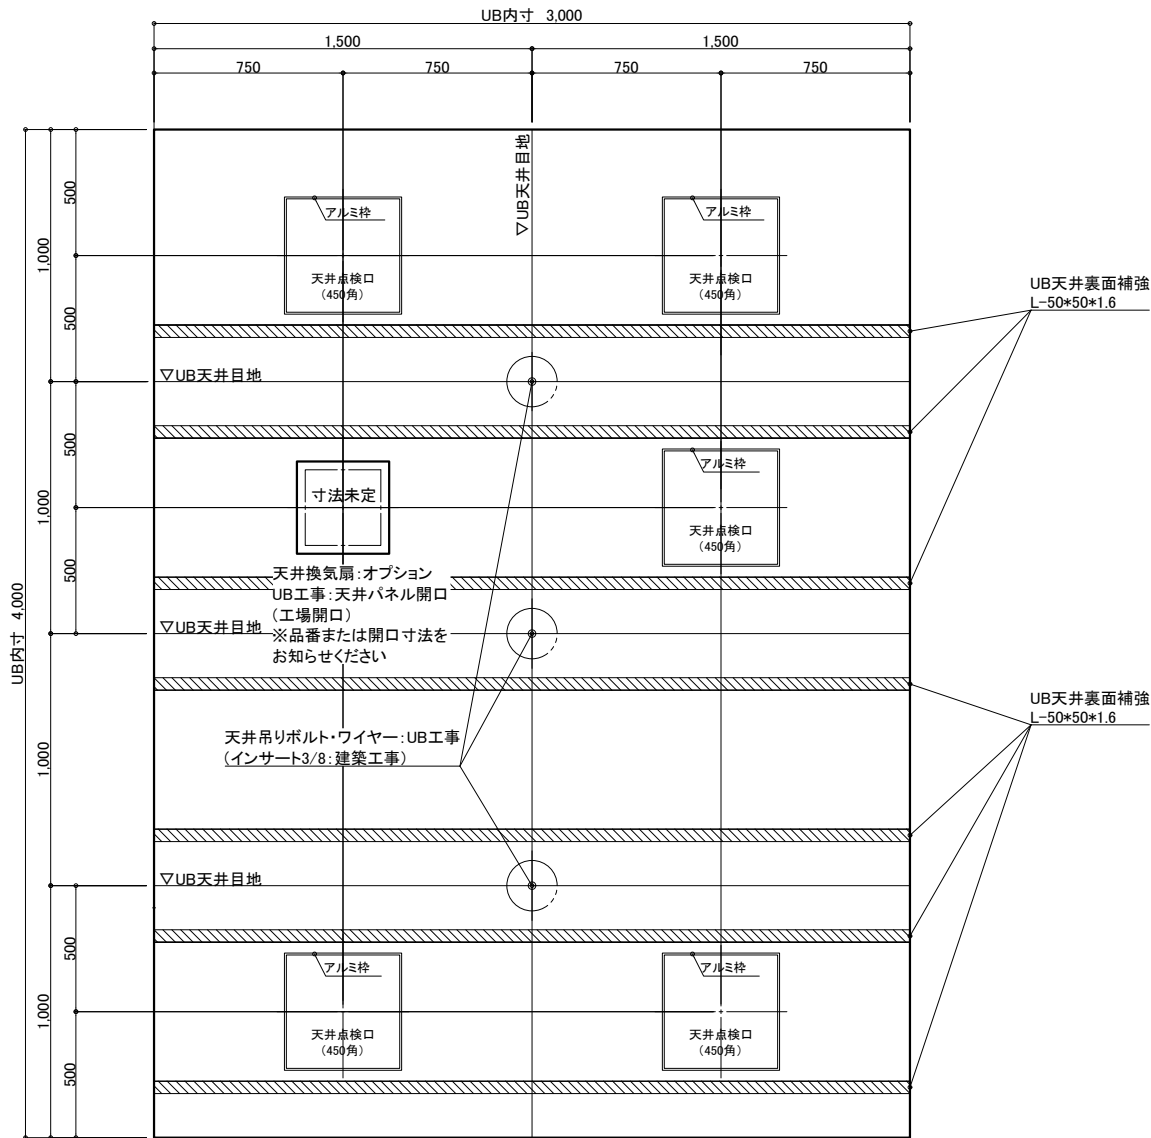 UB内寸 3,000
1,500
1,500
750
750
750
750
▽UB天井目地
500
アルミ枠
アルミ枠
1,000
天井点検口
(450角)
天井点検口
(450角)
UB天井裏面補強
L-50*50*1.6
500
▽UB天井目地
500
アルミ枠
1,000
寸法未定
天井点検口
(450角)
500
天井換気扇:オプション
UB工事:天井パネル開口
(工場開口)
※品番または開口寸法を
お知らせください
UB内寸 4,000
▽UB天井目地
UB天井裏面補強
L-50*50*1.6
天井吊りボルト・ワイヤー:UB工事
(インサート3/8:建築工事)
1,000
▽UB天井目地
500
アルミ枠
アルミ枠
1,000
天井点検口
(450角)
天井点検口
(450角)
500